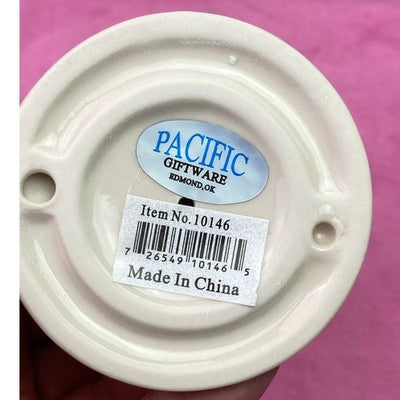 PACIFIC
GIFTWARE
EDMOND,OK
Item No.10146
7 26549 10146 5
Made In China